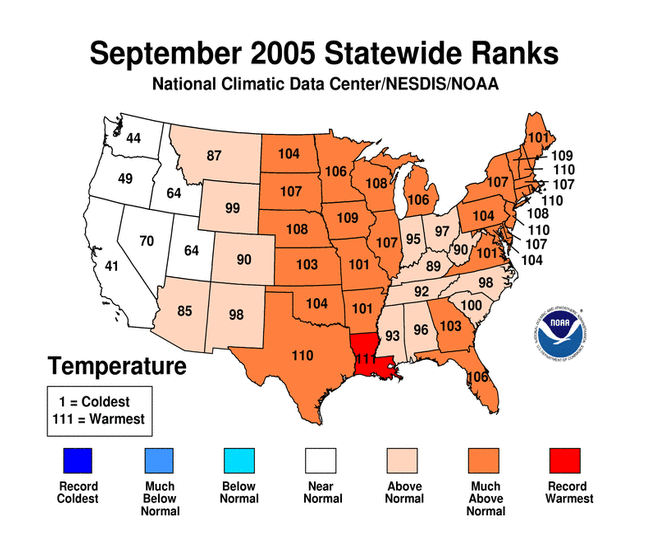 September 2005 Statewide Ranks
National Climatic Data Center/NESDIS/NOAA
44
87
104
106
101
49
64
99
107
108
106
107
109
110
107
110
108
110
107
104
70
64
90
108
109
107
95
97
90
104
101
41
103
101
89
98
85
98
104
101
92
100
110
111
93
96
103
106
NOAA
Temperature
1 = Coldest
111 = Warmest
Record
Coldest
Much
Below
Normal
Below
Normal
Near
Normal
Above
Normal
Much
Above
Normal
Record
Warmest